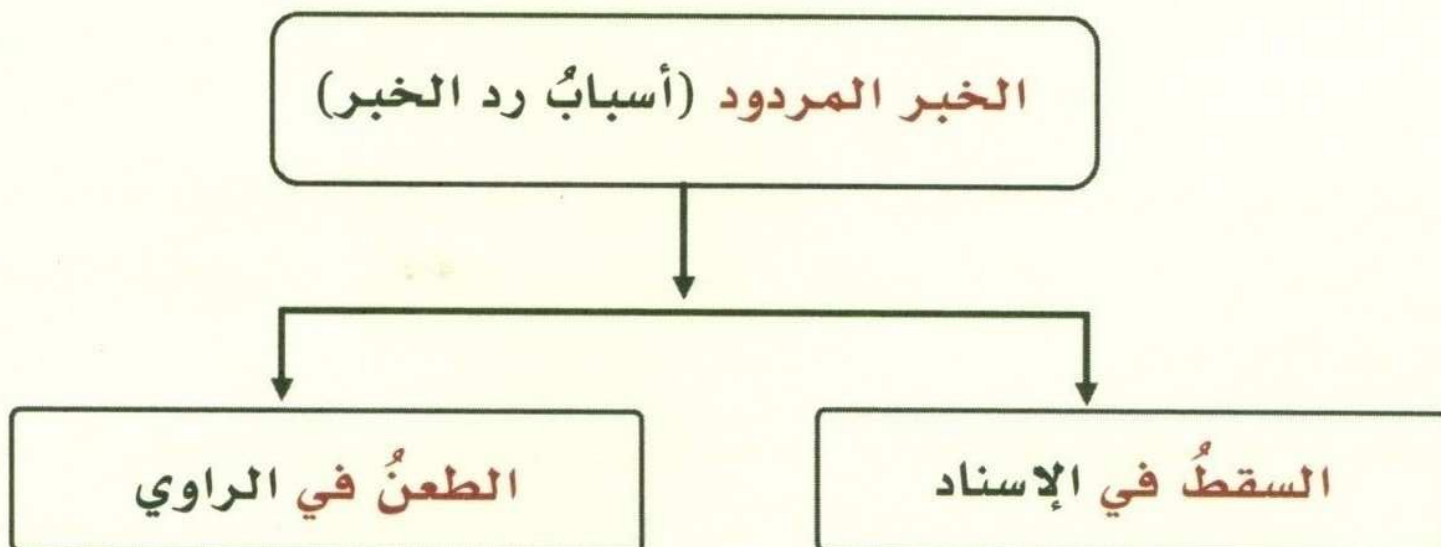 الخبر المردود (أسبابُ رد الخبر)
السقطُ في الإسناد
الطعنُ في الراوي